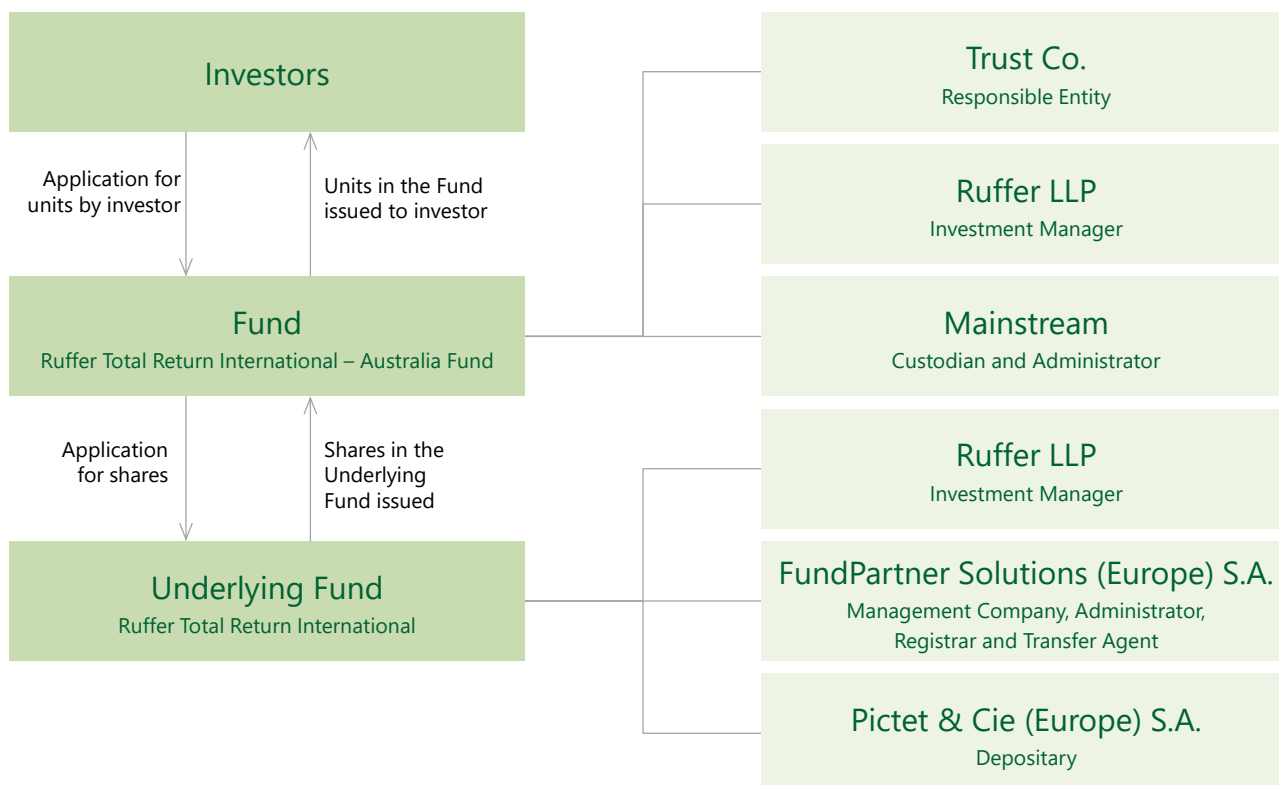 Investors
Application for
units by investor
Units in the Fund
issued to investor
Fund
Ruffer Total Return International – Australia Fund
Application
for shares
Shares in the
Underlying
Fund issued
Underlying Fund
Ruffer Total Return International
Trust Co.
Responsible Entity
Ruffer LLP
Investment Manager
Mainstream
Custodian and Administrator
Ruffer LLP
Investment Manager
FundPartner Solutions (Europe) S.A.
Management Company, Administrator,
Registrar and Transfer Agent
Pictet & Cie (Europe) S.A.
Depositary